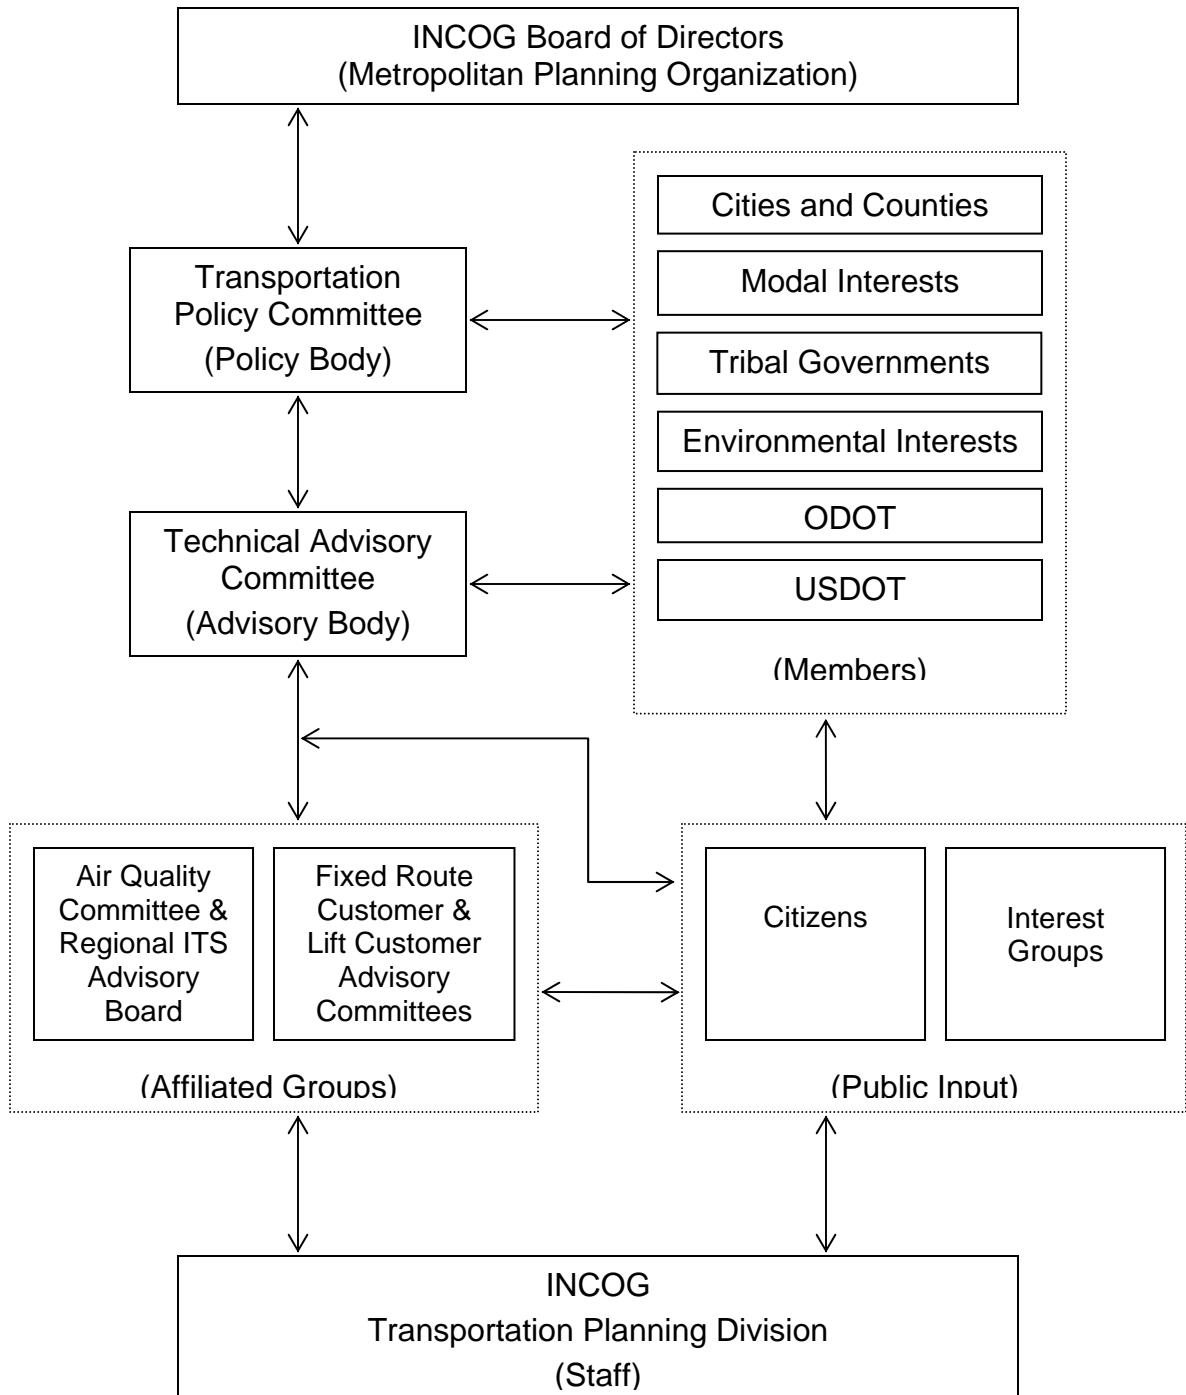 INCOG Board of Directors
(Metropolitan Planning Organization)
Transportation
Policy Committee
(Policy Body)
Cities and Counties
Modal Interests
Tribal Governments
Environmental Interests
ODOT
USDOT
(Members)
Technical Advisory
Committee
(Advisory Body)
Air Quality
Committee &
Regional ITS
Advisory
Board
Fixed Route
Customer &
Lift Customer
Advisory
Committees
(Affiliated Groups)
Citizens
Interest
Groups
(Public Input)
INCOG
Transportation Planning Division
(Staff)